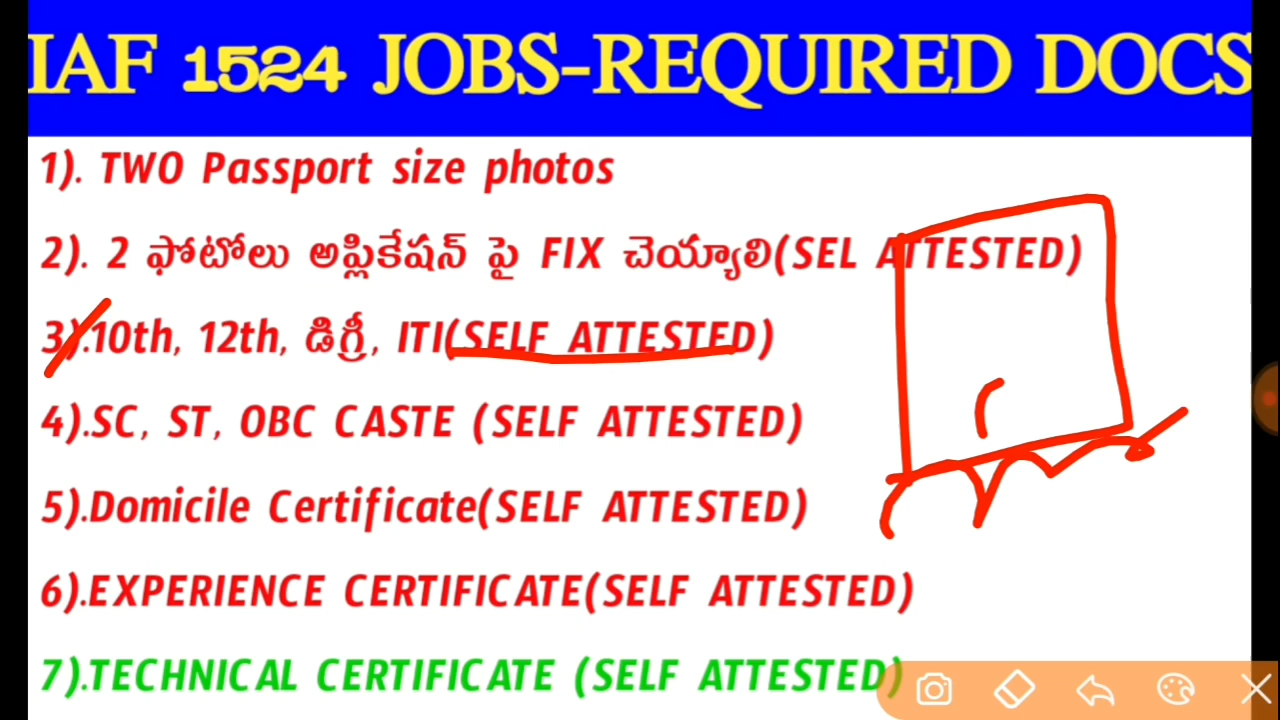 IAF 1524 JOBS-REQUIRED DOCS
1). TWO Passport size photos
2). 2 ఫోటోలు అప్లికేషన్ పై FIX చెయ్యాలి(SEL ATTESTED)
3).10th, 12th, డిగ్రీ, ITI(SELF ATTESTED)
4).SC, ST, OBC CASTE (SELF ATTESTED)
5).Domicile Certificate(SELF ATTESTED)
6).EXPERIENCE CERTIFICATE(SELF ATTESTED)
7).TECHNICAL CERTIFICATE (SELF ATTESTED)